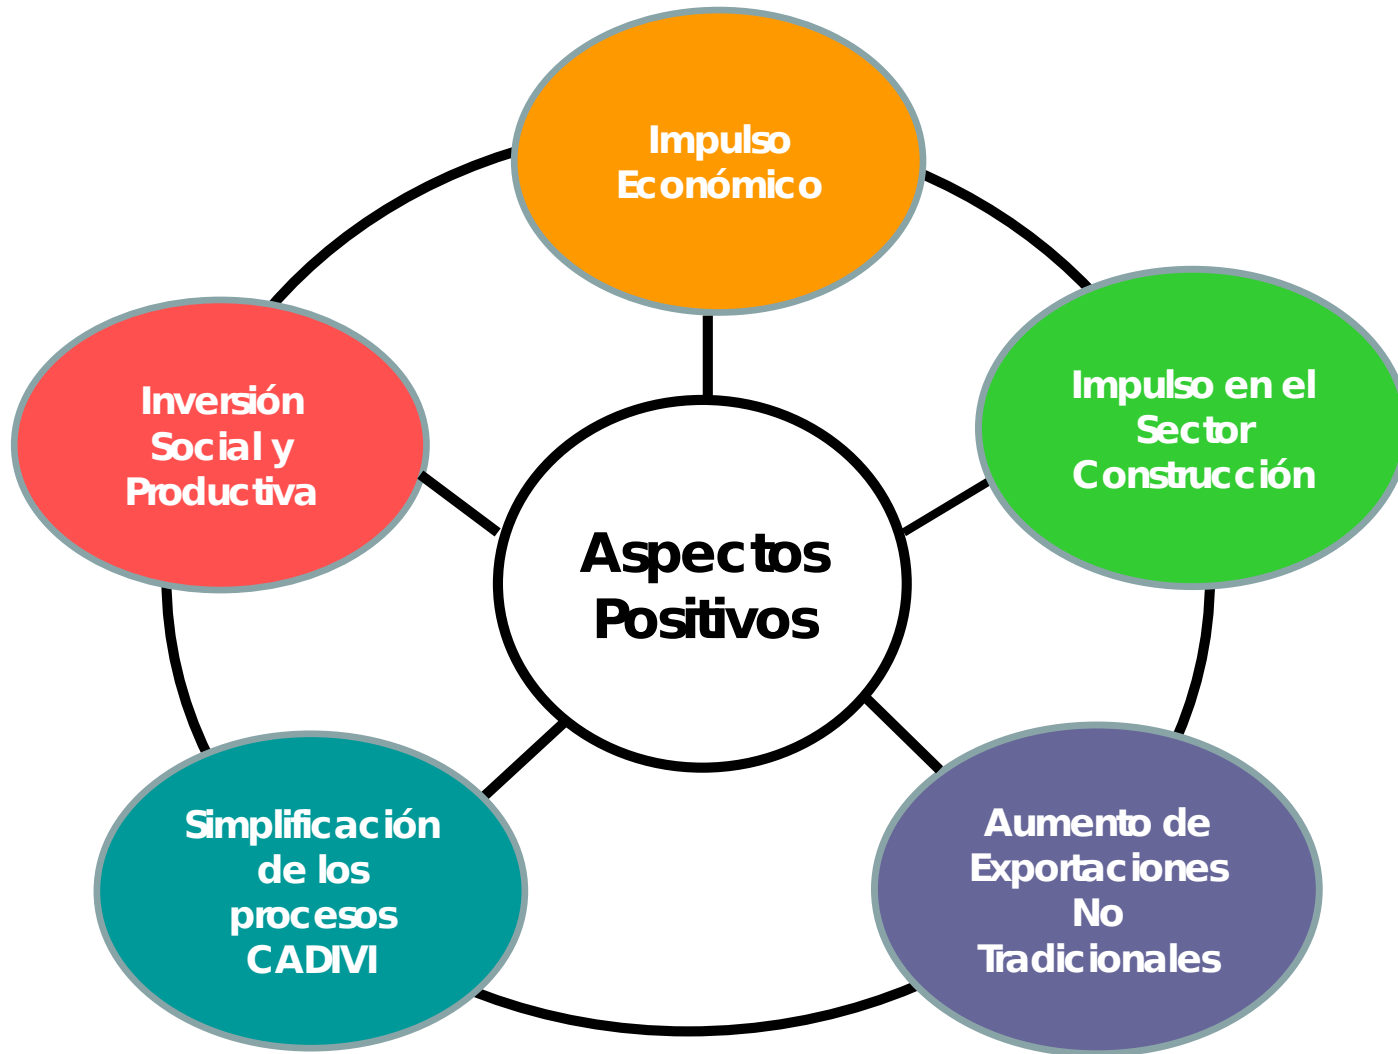 Impulso
Económico
Impulso en el
Sector
Construcción
Aumento de
Exportaciones
No
Tradicionales
Simplificación
de los
procesos
CADIVI
Inversión
Social y
Productiva
Aspectos
Positivos